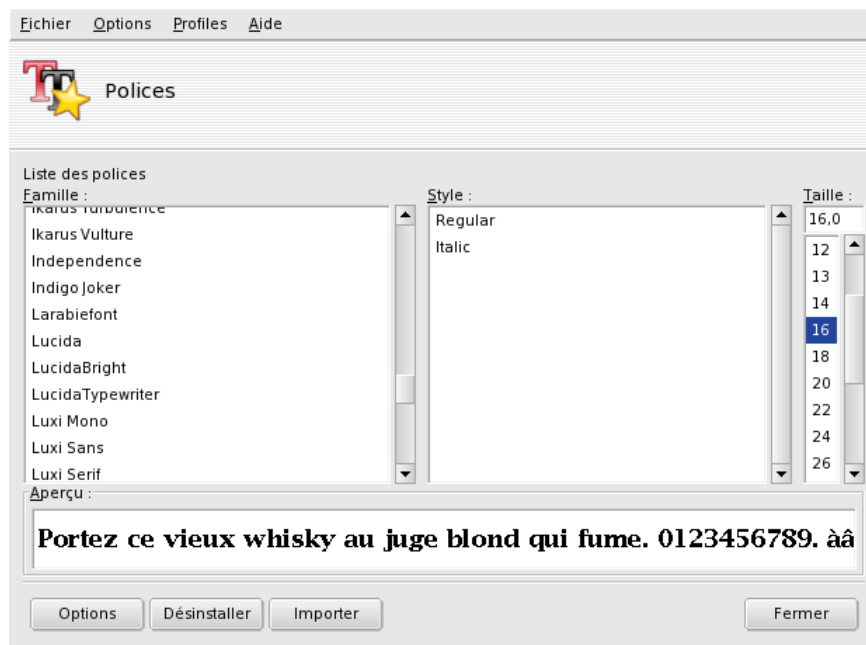 Fichier Options Profiles Aide
Polices
Liste des polices
Famille :
Ikarus Turbulence
Ikarus Vulture
Independence
Indigo Joker
Larabiefont
Lucida
LucidaBright
LucidaTypewriter
Luxi Mono
Luxi Sans
Luxi Serif
Style :
Regular
Italic
Taille :
16,0
12
13
14
16
18
20
22
24
26
Aperçu :
Portez ce vieux whisky au juge blond qui fume. 0123456789. àâ
Options Désinstaller Importer Fermer